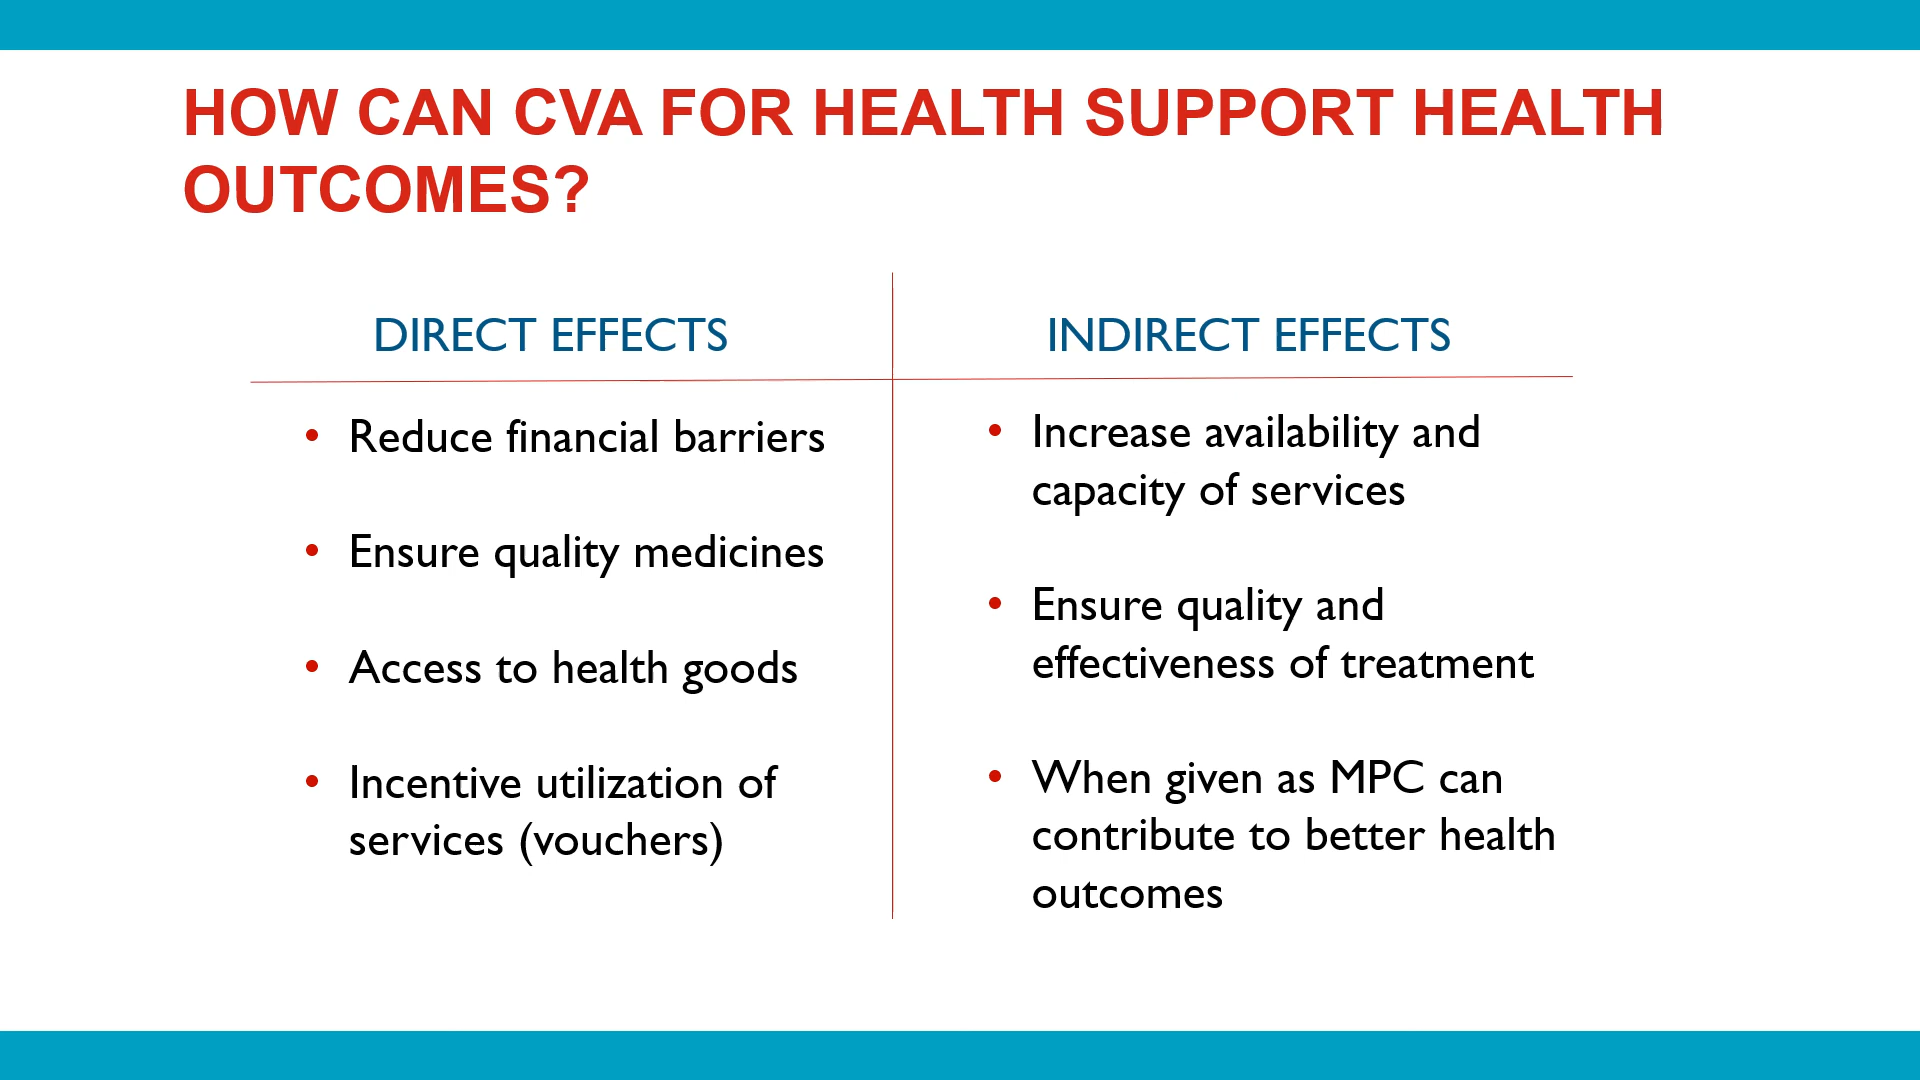 HOW CAN CVA FOR HEALTH SUPPORT HEALTH
OUTCOMES?
DIRECT EFFECTS
• Reduce financial barriers
• Ensure quality medicines
• Access to health goods
• Incentive utilization of
services (vouchers)
INDIRECT EFFECTS
• Increase availability and
capacity of services
• Ensure quality and
effectiveness of treatment
• When given as MPC can
contribute to better health
outcomes